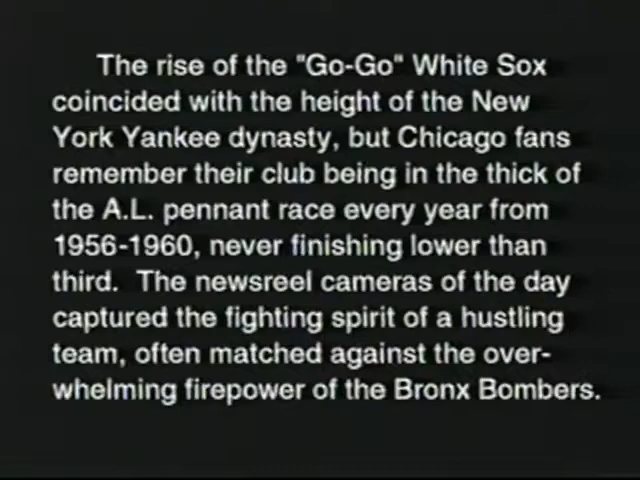 The rise of the "Go-Go" White Sox
coincided with the height of the New
York Yankee dynasty, but Chicago fans
remember their club being in the thick of
the A.L. pennant race every year from
1956-1960, never finishing lower than
third.  The newsreel cameras of the day
captured the fighting spirit of a hustling
team, often matched against the over-
whelming firepower of the Bronx Bombers.